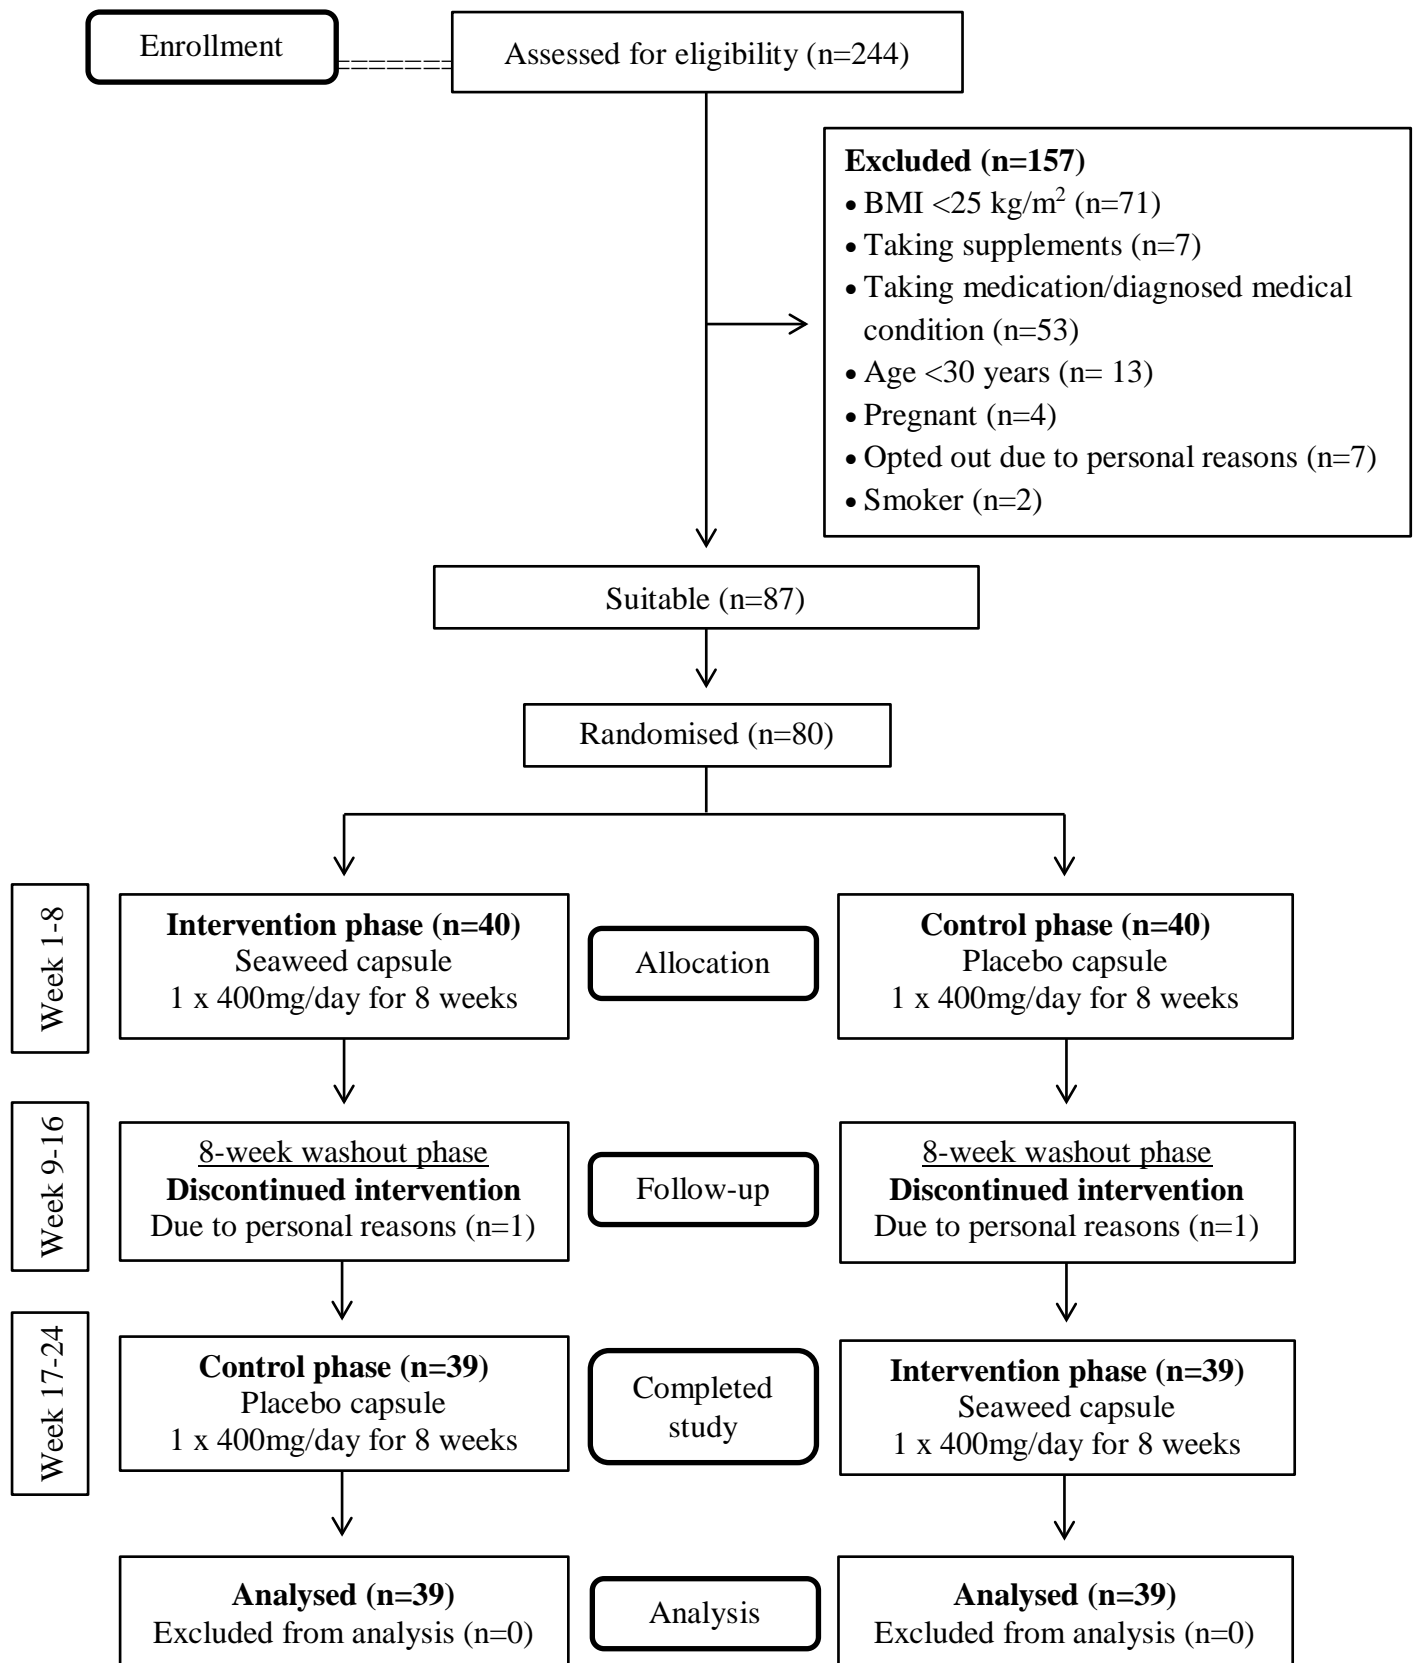 Enrollment
Assessed for eligibility (n=244)
Excluded (n=157)
• BMI <25 kg/m² (n=71)
• Taking supplements (n=7)
• Taking medication/diagnosed medical
condition (n=53)
• Age <30 years (n= 13)
• Pregnant (n=4)
• Opted out due to personal reasons (n=7)
• Smoker (n=2)
Suitable (n=87)
Randomised (n=80)
Week 1-8
Intervention phase (n=40)
Seaweed capsule
1 x 400mg/day for 8 weeks
Allocation
Control phase (n=40)
Placebo capsule
1 x 400mg/day for 8 weeks
Week 9-16
8-week washout phase
Discontinued intervention
Due to personal reasons (n=1)
Follow-up
8-week washout phase
Discontinued intervention
Due to personal reasons (n=1)
Week 17-24
Control phase (n=39)
Placebo capsule
1 x 400mg/day for 8 weeks
Completed
study
Intervention phase (n=39)
Seaweed capsule
1 x 400mg/day for 8 weeks
Analysed (n=39)
Excluded from analysis (n=0)
Analysis
Analysed (n=39)
Excluded from analysis (n=0)